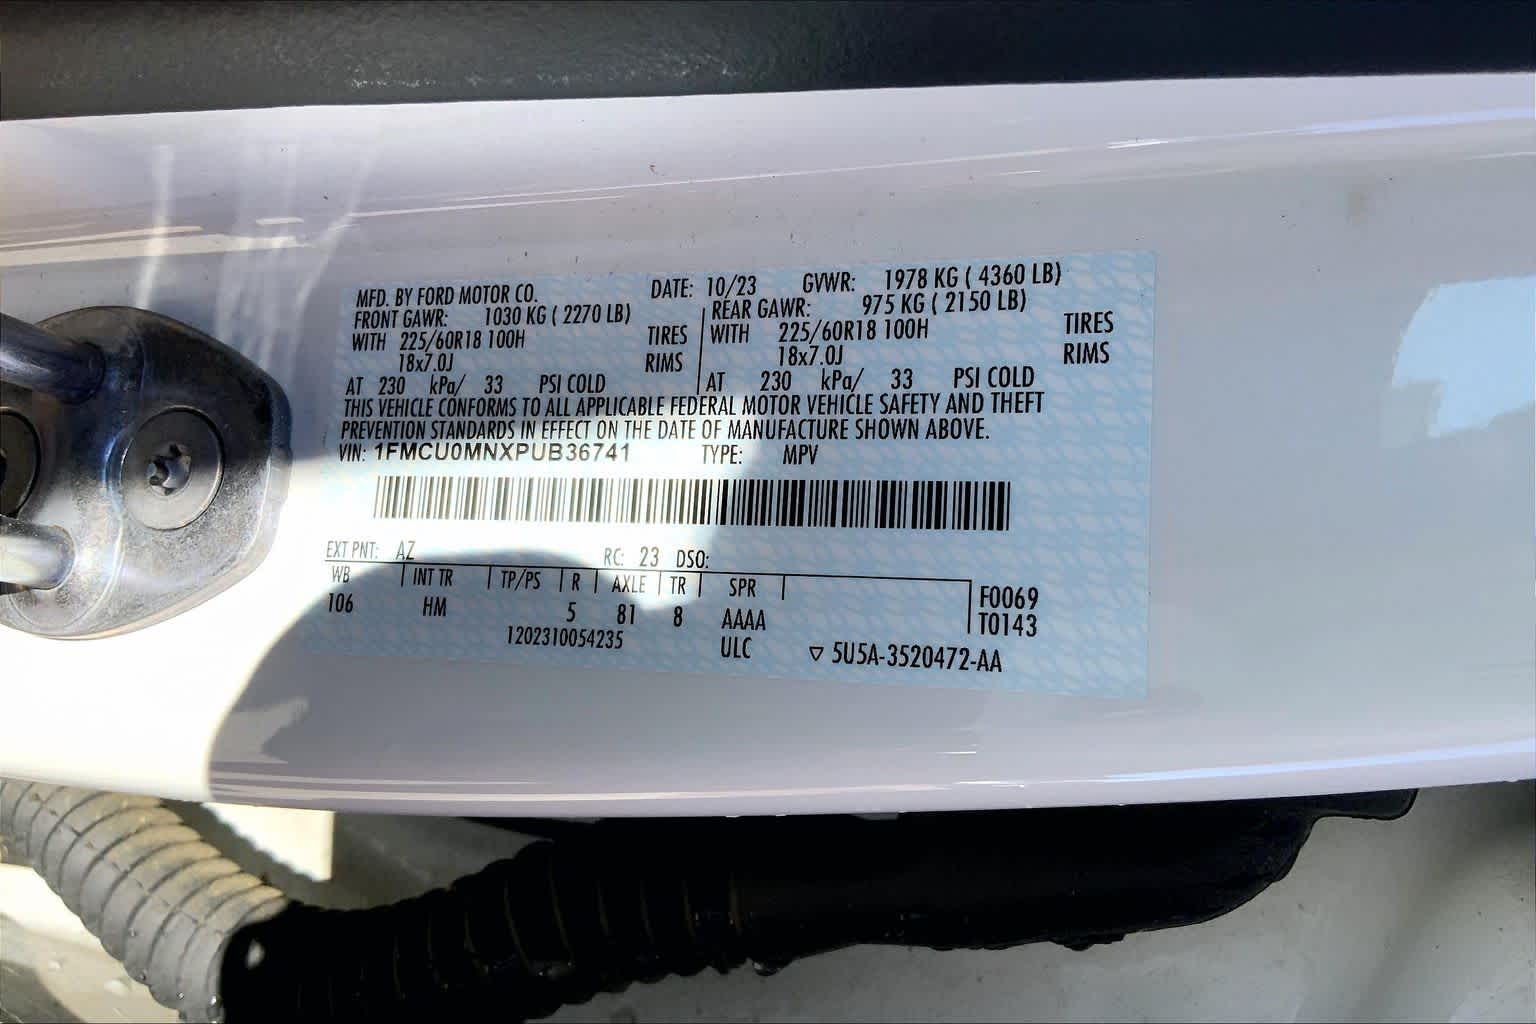 MFD. BY FORD MOTOR CO. DATE: 10/23 GVWR: 1978 KG ( 4360 LB)
FRONT GAWR: 1030 KG ( 2270 LB) REAR GAWR: 975 KG ( 2150 LB)
WITH 225/60R18 100H TIRES WITH 225/60R18 100H TIRES
18x7.0J RIMS 18x7.0J RIMS
AT 230 kPa/ 33 PSI COLD AT 230 kPa/ 33 PSI COLD
THIS VEHICLE CONFORMS TO ALL APPLICABLE FEDERAL MOTOR VEHICLE SAFETY AND THEFT
PREVENTION STANDARDS IN EFFECT ON THE DATE OF MANUFACTURE SHOWN ABOVE.
VIN: 1FMCU0MNXPUB36741 TYPE: MPV
EXT PNT: AZ RC: 23 DSO:
WB INT TR TP/PS R AXLE TR SPR F0069
106 HM 5 81 8 AAAA T0143
1202310054235 ULC ▽ 5U5A-3520472-AA